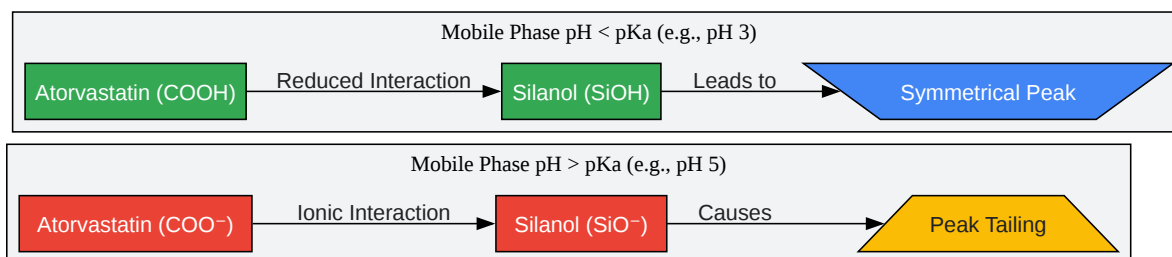 Mobile Phase pH < pKa (e.g., pH 3)
Atorvastatin (COOH) Reduced Interaction Silanol (SiOH) Leads to Symmetrical Peak
Mobile Phase pH > pKa (e.g., pH 5)
Atorvastatin (COO⁻) Ionic Interaction Silanol (SiO⁻) Causes Peak Tailing